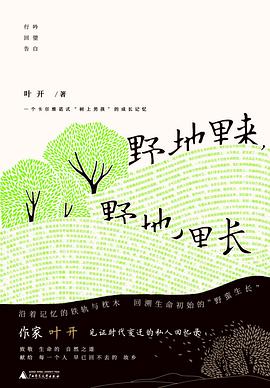 行吟
回望
告白
叶 开 /著
一个卡尔维诺式“树上男孩”的成长记忆
野地里来，
野地里长
沿着记忆的铁轨与枕木 回溯生命初始的“野蛮生长”
作家 叶开 见证时代变迁的私人回忆录
致敬 生命的 自然之道
献给 每一个人 早已回不去的 故乡
广西师范大学出版社